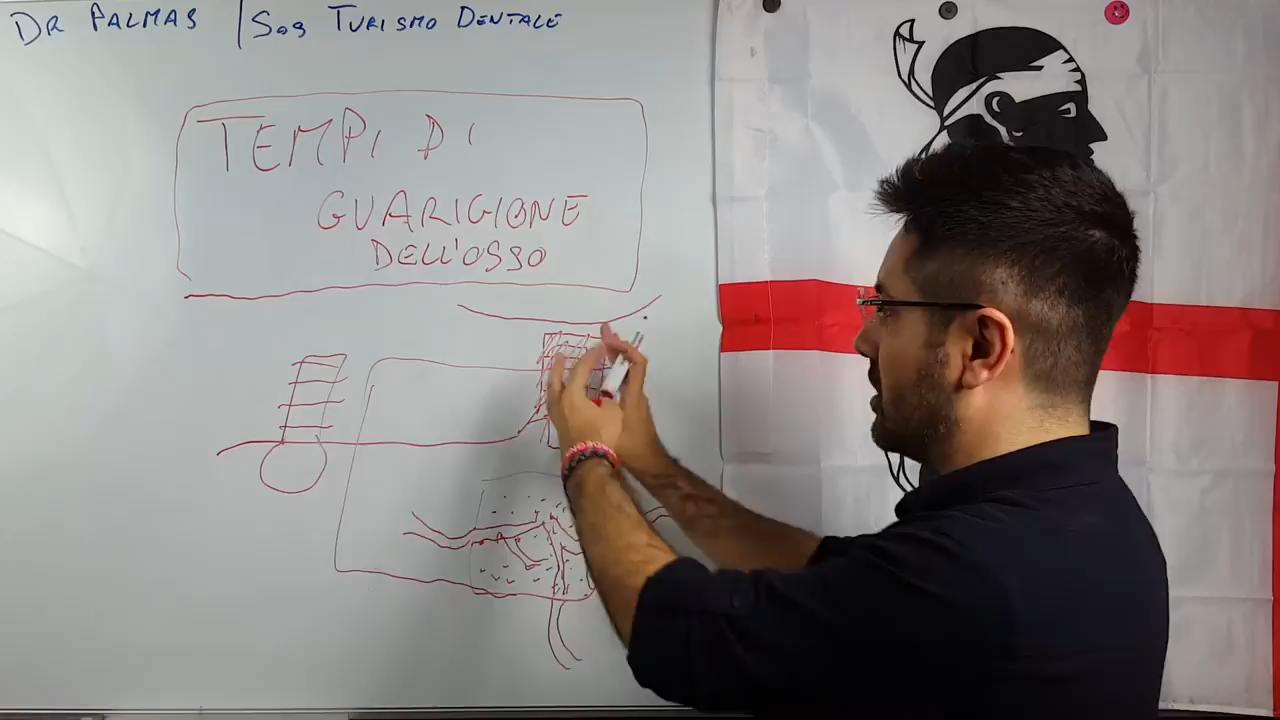 DR PALMAS | SOS TURISMO DENTALE
TEMPI DI
GUARIGIONE
DELL'OSSO